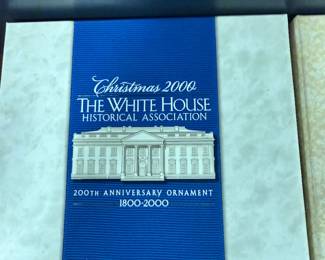 Christmas 2000
THE WHITE HOUSE
HISTORICAL ASSOCIATION
200TH ANNIVERSARY ORNAMENT
1800-2000